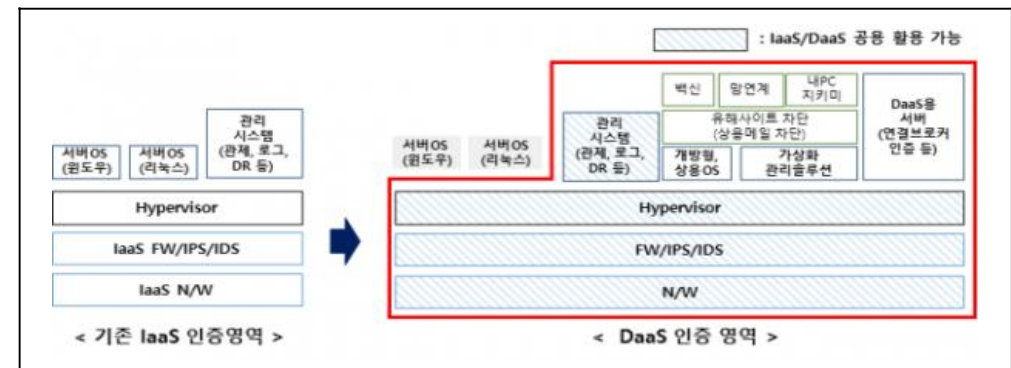 : IaaS/DaaS 공용 활용 가능
서버OS
(윈도우)
서버OS
(리눅스)
관리
시스템
(관제, 로그,
DR 등)
Hypervisor
IaaS FW/IPS/IDS
IaaS N/W
< 기존 IaaS 인증영역 >
서버OS
(윈도우)
서버OS
(리눅스)
관리
시스템
(관제, 로그,
DR 등)
백신
망연계
내PC
지키미
유해사이트 차단
(상용메일 차단)
개방형,
상용OS
가상화
관리솔루션
DaaS용
서버
(연결브로커
인증 등)
Hypervisor
FW/IPS/IDS
N/W
< DaaS 인증 영역 >